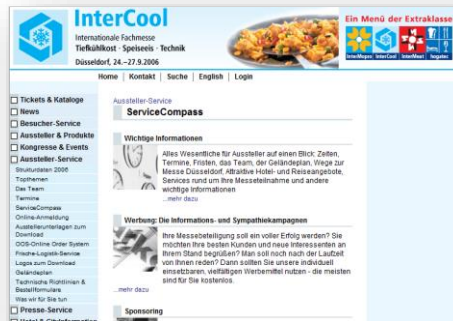 InterCool
Internationale Fachmesse
Tiefkühlkost · Speiseeis · Technik
Düsseldorf, 24.–27.9.2006
Ein Menü der Extraklasse
InterMopro
InterCool
InterMeat
hogatec
Home | Kontakt | Suche | English | Login
Tickets & Kataloge
News
Besucher-Service
Aussteller & Produkte
Kongresse & Events
Aussteller-Service
Strukturdaten 2006
Topthemen
Das Team
Termine
ServiceCompass
Online-Anmeldung
Ausstellerunterlagen zum
Download
OOS-Online Order System
Frische-Logistik-Service
Logos zum Download
Geländeplan
Technische Richtlinien &
Bestellformulare
Was wir für Sie tun
Presse-Service
Hotel & Cityinformation
Aussteller-Service
ServiceCompass
Wichtige Informationen
Alles Wesentliche für Aussteller auf einen Blick: Zeiten,
Termine, Fristen, das Team, der Geländeplan, Wege zur
Messe Düsseldorf, Attraktive Hotel- und Reiseangebote,
Services rund um Ihre Messeteilnahme und andere
wichtige Informationen
...mehr dazu
Werbung: Die Informations- und Sympathiekampagnen
Ihre Messebeteiligung soll ein voller Erfolg werden? Sie
möchten Ihre besten Kunden und neue Interessenten an
Ihrem Stand begrüßen? Man soll noch nach der Laufzeit
von Ihnen reden? Dann sollten Sie unsere individuell
einsetzbaren, vielfältigen Werbemittel nutzen - die meisten
sind für Sie kostenlos.
...mehr dazu
Sponsoring